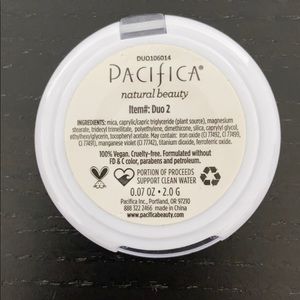 DUO106014
PACIFICA®
natural beauty
Item#: Duo 2
INGREDIENTS: mica, caprylic/capric triglyceride (plant source), magnesium
stearate, tridecyl trimellitate, polyethylene, dimethicone, silica, caprylyl glycol,
ethylhexylglycerin, tocopheryl acetate. May contain: iron oxide (CI 77492, CI 77499,
CI 77491), manganese violet (CI 77742), titanium dioxide, ferroferric oxide.
100% Vegan. Cruelty-free. Formulated without
FD & C color, parabens and petroleum.
PORTION OF PROCEEDS
SUPPORT CLEAN WATER
0.07 OZ • 2.0 G
Pacifica Inc., Portland, OR 97210
888 322 2466 made in China
www.pacificabeauty.com